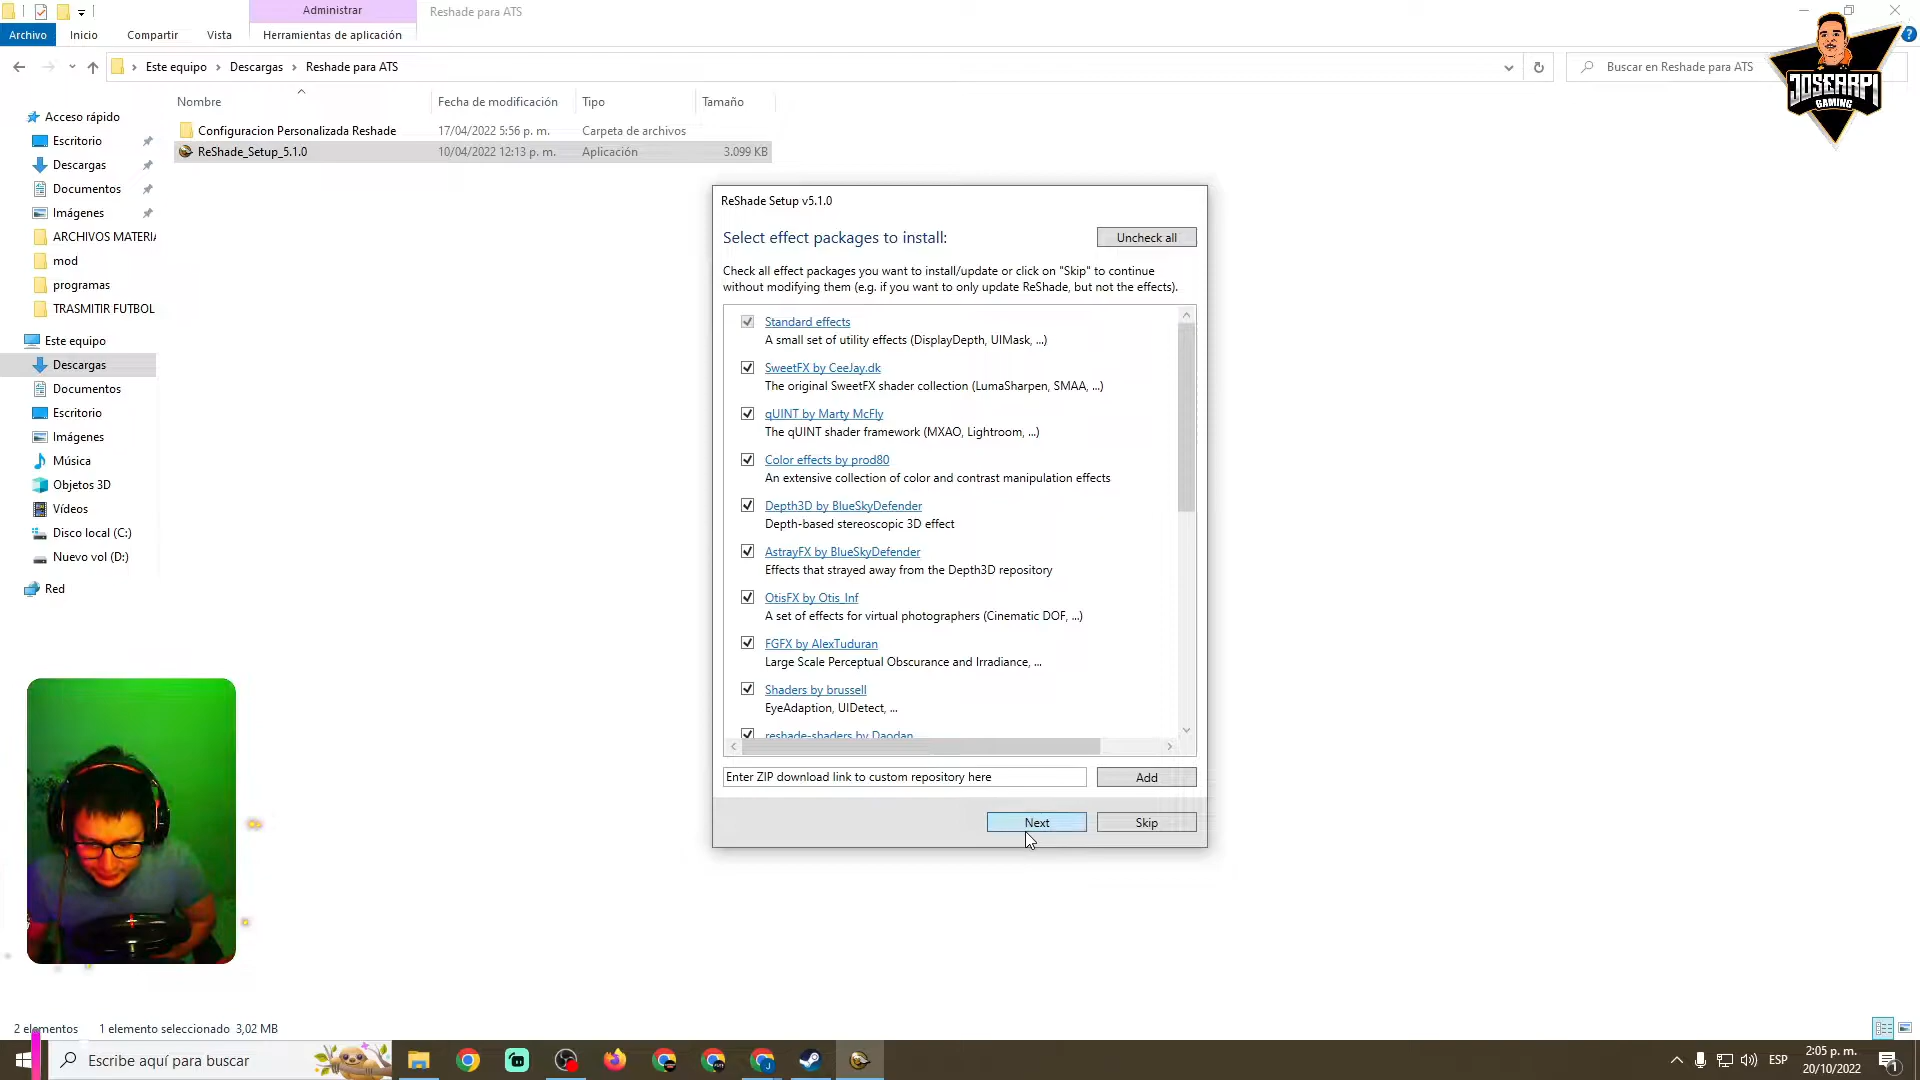 Administrar
Reshade para ATS
Archivo
Inicio
Compartir
Vista
Herramientas de aplicación
Este equipo
Descargas
Reshade para ATS
Buscar en Reshade para ATS
JOSEARPI
GAMING
Nombre
Fecha de modificación
Tipo
Tamaño
Configuracion Personalizada Reshade
17/04/2022 5:56 p. m.
Carpeta de archivos
ReShade_Setup_5.1.0
10/04/2022 12:13 p. m.
Aplicación
3.099 KB
Acceso rápido
Escritorio
Descargas
Documentos
Imágenes
ARCHIVOS MATERIA
mod
programas
TRASMITIR FUTBOL
Este equipo
Descargas
Documentos
Escritorio
Imágenes
Música
Objetos 3D
Vídeos
Disco local (C:)
Nuevo vol (D:)
Red
ReShade Setup v5.1.0
Select effect packages to install:
Uncheck all
Check all effect packages you want to install/update or click on "Skip" to continue
without modifying them (e.g. if you want to only update ReShade, but not the effects).
Standard effects
A small set of utility effects (DisplayDepth, UIMask, ...)
SweetFX by CeeJay.dk
The original SweetFX shader collection (LumaSharpen, SMAA, ...)
qUINT by Marty McFly
The qUINT shader framework (MXAO, Lightroom, ...)
Color effects by prod80
An extensive collection of color and contrast manipulation effects
Depth3D by BlueSkyDefender
Depth-based stereoscopic 3D effect
AstrayFX by BlueSkyDefender
Effects that strayed away from the Depth3D repository
OtisFX by Otis_Inf
A set of effects for virtual photographers (Cinematic DOF, ...)
FGFX by AlexTuduran
Large Scale Perceptual Obscurance and Irradiance, ...
Shaders by brussell
EyeAdaption, UIDetect, ...
reshade-shaders by Daodan
Enter ZIP download link to custom repository here
Add
Next
Skip
2 elementos
1 elemento seleccionado 3,02 MB
Escribe aquí para buscar
ESP
2:05 p. m.
20/10/2022
1